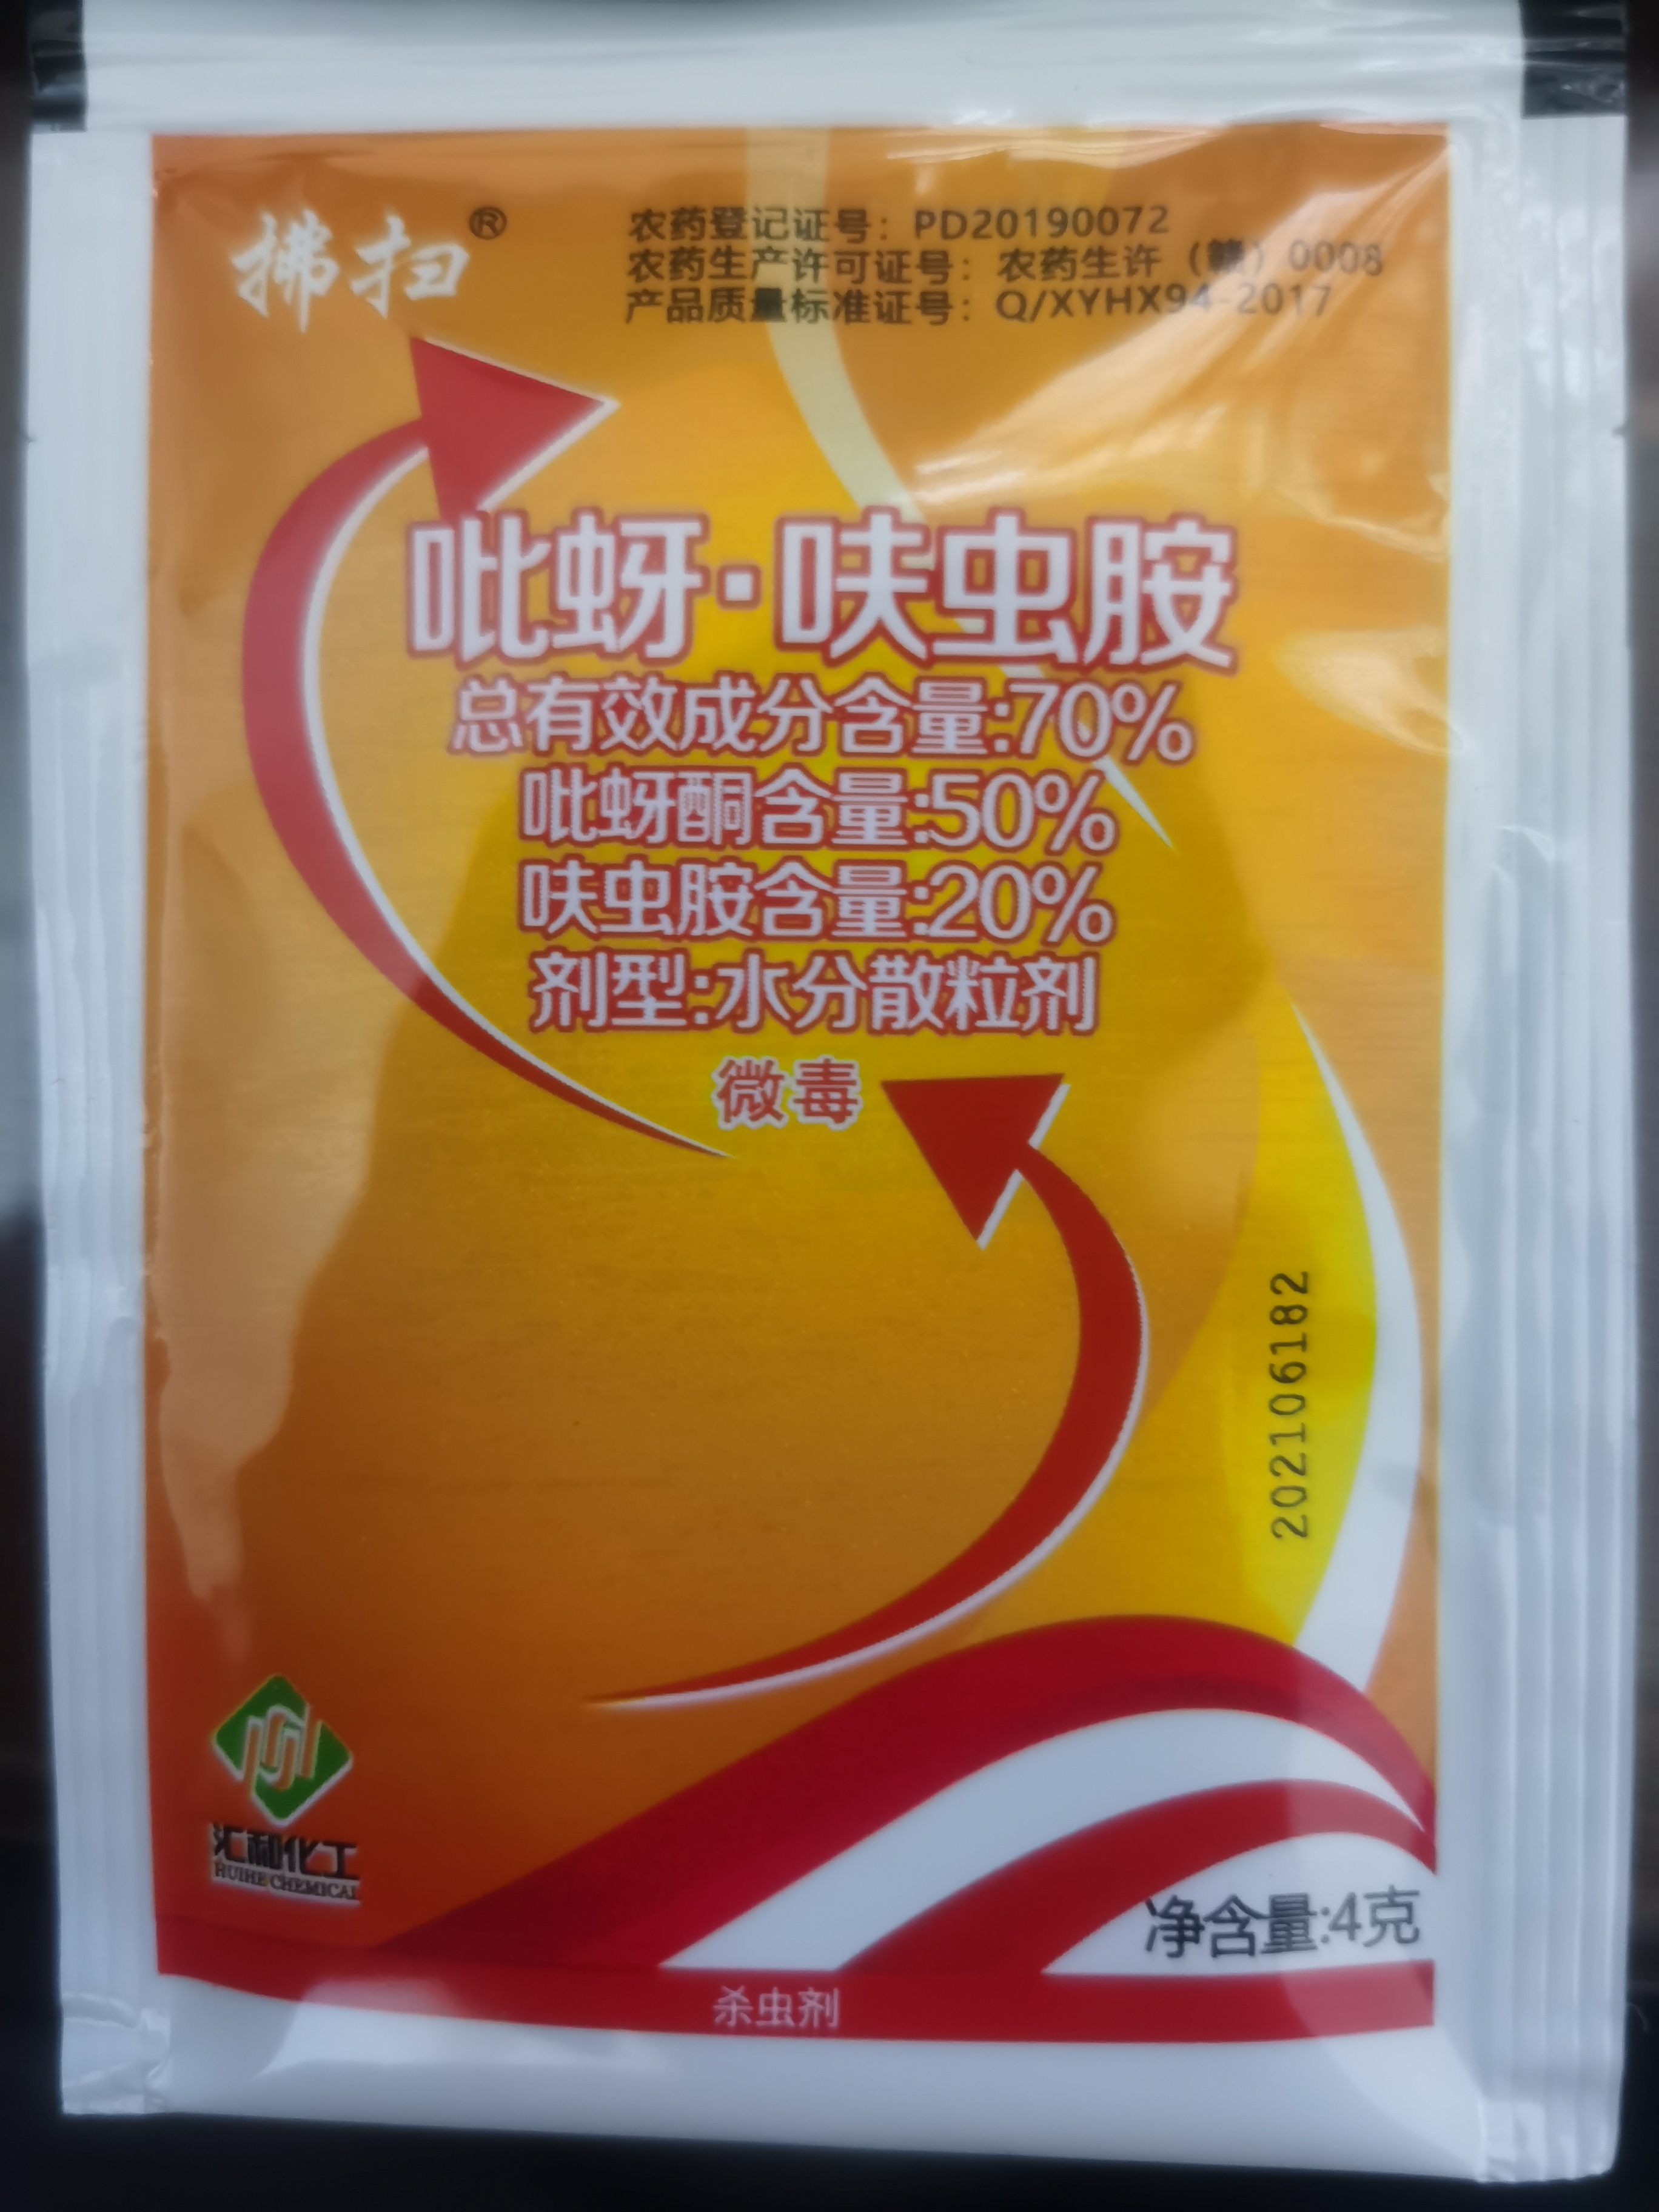 拂扫®
农药登记证号：PD20190072
农药生产许可证号：农药生许（赣）0008
产品质量标准证号：Q/XYHX94-2017
吡蚜·呋虫胺
总有效成分含量:70%
吡蚜酮含量:50%
呋虫胺含量:20%
剂型:水分散粒剂
微毒
202106182
汇和化工
HUIHE CHEMICAL
净含量:4克
杀虫剂